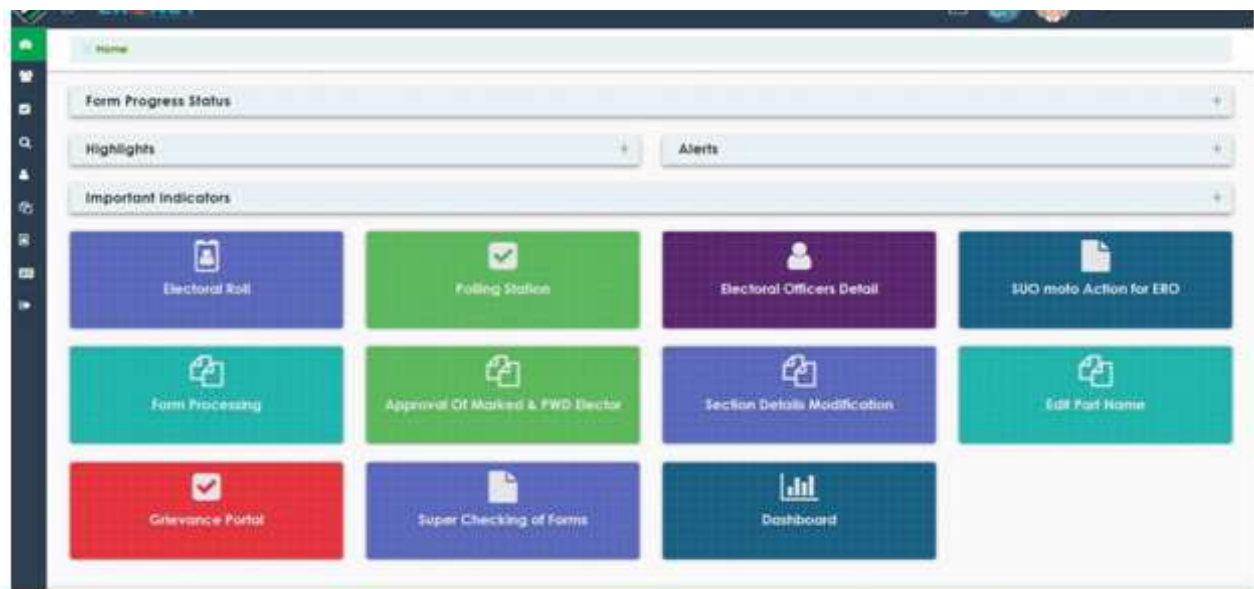 Home
Form Progress Status
Highlights
Alerts
Important Indicators
Electoral Roll
Polling Station
Electoral Officers Detail
SUO moto Action for ERO
Form Processing
Approval Of Marked & PWD Elector
Section Details Modification
Edit Part Name
Grievance Portal
Super Checking of Forms
Dashboard